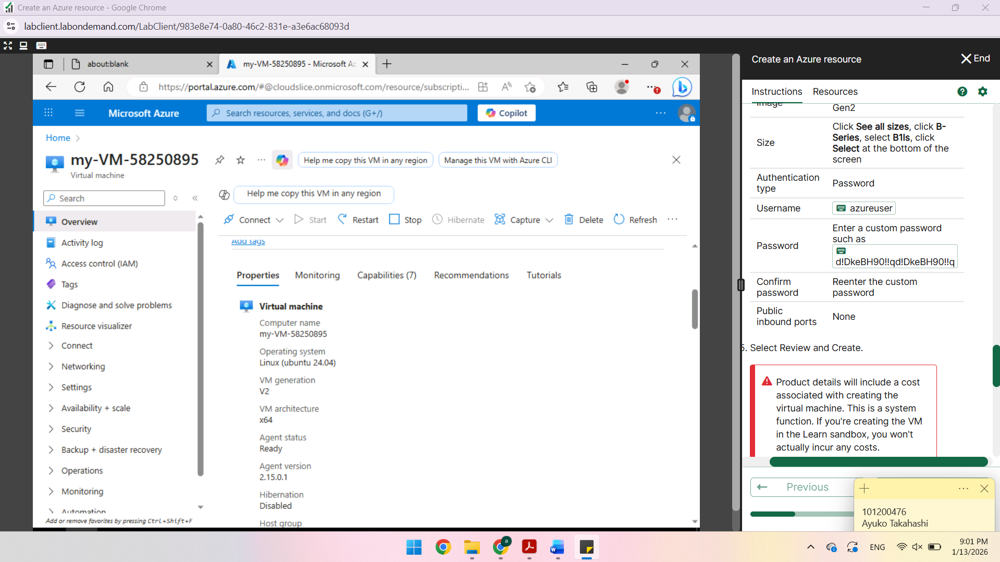 Create an Azure resource - Google Chrome
labclient.labondemand.com/LabClient/983e8e74-0a80-46c2-831e-a3e6ac68093d
about:blank
my-VM-58250895 - Microsoft Az
https://portal.azure.com/#@cloudslice.onmicrosoft.com/resource/subscripti...
Microsoft Azure
Search resources, services, and docs (G+/)
Copilot
Home
my-VM-58250895
Virtual machine
Help me copy this VM in any region
Manage this VM with Azure CLI
Search
Help me copy this VM in any region
Connect
Start
Restart
Stop
Hibernate
Capture
Delete
Refresh
Overview
Activity log
Access control (IAM)
Tags
Diagnose and solve problems
Resource visualizer
Connect
Networking
Settings
Availability + scale
Security
Backup + disaster recovery
Operations
Monitoring
Automation
Add or remove favorites by pressing Ctrl+Shift+F
Add tags
Properties
Monitoring
Capabilities (7)
Recommendations
Tutorials
Virtual machine
Computer name
my-VM-58250895
Operating system
Linux (ubuntu 24.04)
VM generation
V2
VM architecture
x64
Agent status
Ready
Agent version
2.15.0.1
Hibernation
Disabled
Host group
Create an Azure resource
End
Instructions
Resources
Image
Gen2
Size
Click See all sizes, click B-
Series, select B1ls, click
Select at the bottom of the
screen
Authentication
type
Password
Username
azureuser
Password
Enter a custom password
such as
d!DkeBH90!!qd!DkeBH90!!q
Confirm
password
Reenter the custom
password
Public
inbound ports
None
5. Select Review and Create.
Product details will include a cost
associated with creating the
virtual machine. This is a system
function. If you're creating the VM
in the Learn sandbox, you won't
actually incur any costs.
Previous
101200476
Ayuko Takahashi
a
ENG
9:01 PM
1/13/2026